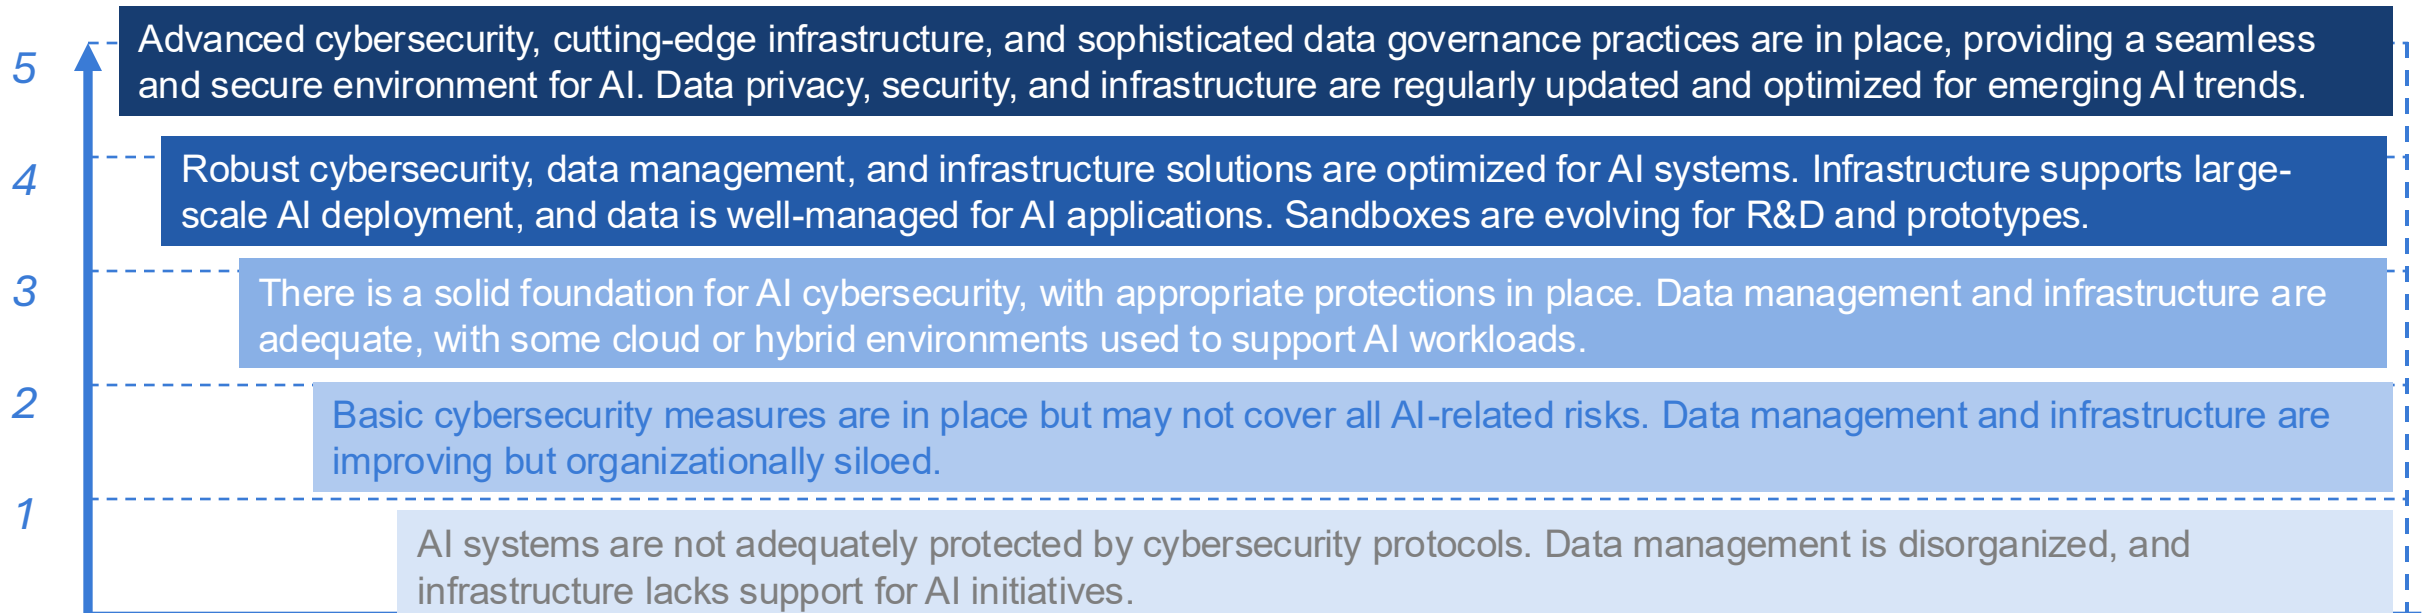 5
Advanced cybersecurity, cutting-edge infrastructure, and sophisticated data governance practices are in place, providing a seamless
and secure environment for AI. Data privacy, security, and infrastructure are regularly updated and optimized for emerging AI trends.
4
Robust cybersecurity, data management, and infrastructure solutions are optimized for AI systems. Infrastructure supports large-
scale AI deployment, and data is well-managed for AI applications. Sandboxes are evolving for R&D and prototypes.
3
There is a solid foundation for AI cybersecurity, with appropriate protections in place. Data management and infrastructure are
adequate, with some cloud or hybrid environments used to support AI workloads.
2
Basic cybersecurity measures are in place but may not cover all AI-related risks. Data management and infrastructure are
improving but organizationally siloed.
1
AI systems are not adequately protected by cybersecurity protocols. Data management is disorganized, and
infrastructure lacks support for AI initiatives.